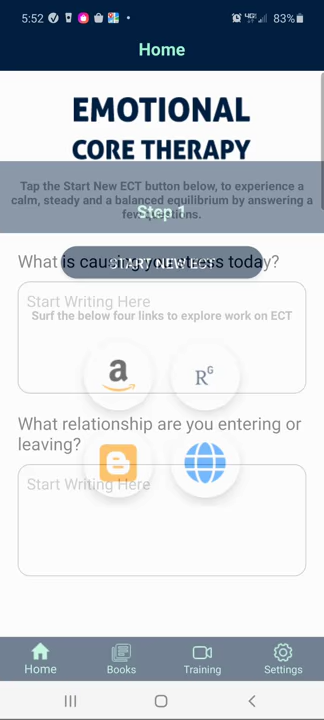 5:52
4G
83%
Home
EMOTIONAL
CORE THERAPY
Tap the Start New ECT button below, to experience a
calm, steady and a balanced equilibrium by answering a
few questions.
Step 1
What is causing your stress today?
START NEW ECT
Start Writing Here
Surf the below four links to explore work on ECT
a
RG
What relationship are you entering or
leaving?
Start Writing Here
Home
Books
Training
Settings